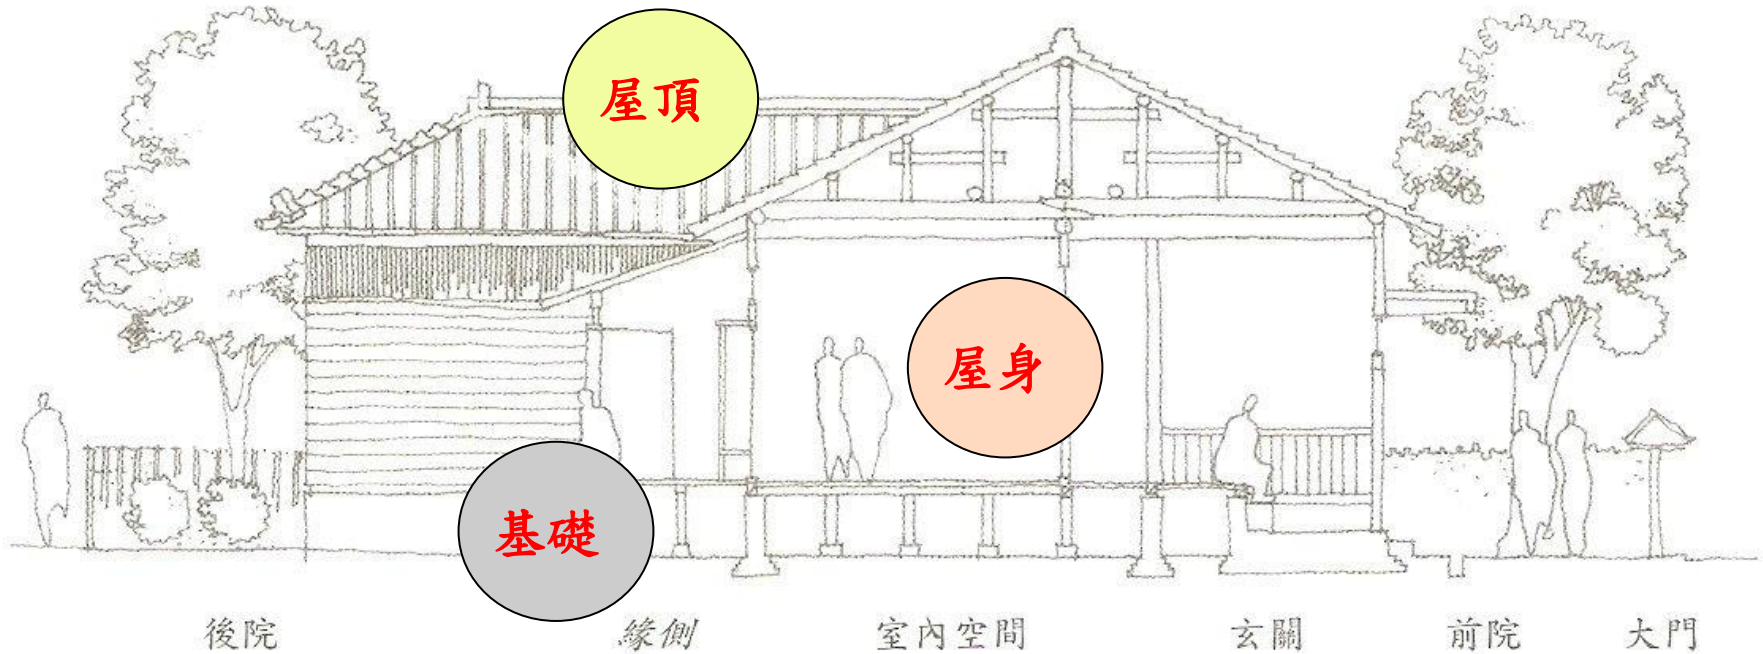 屋頂
屋身
基礎
後院 緣側 室內空間 玄關 前院 大門